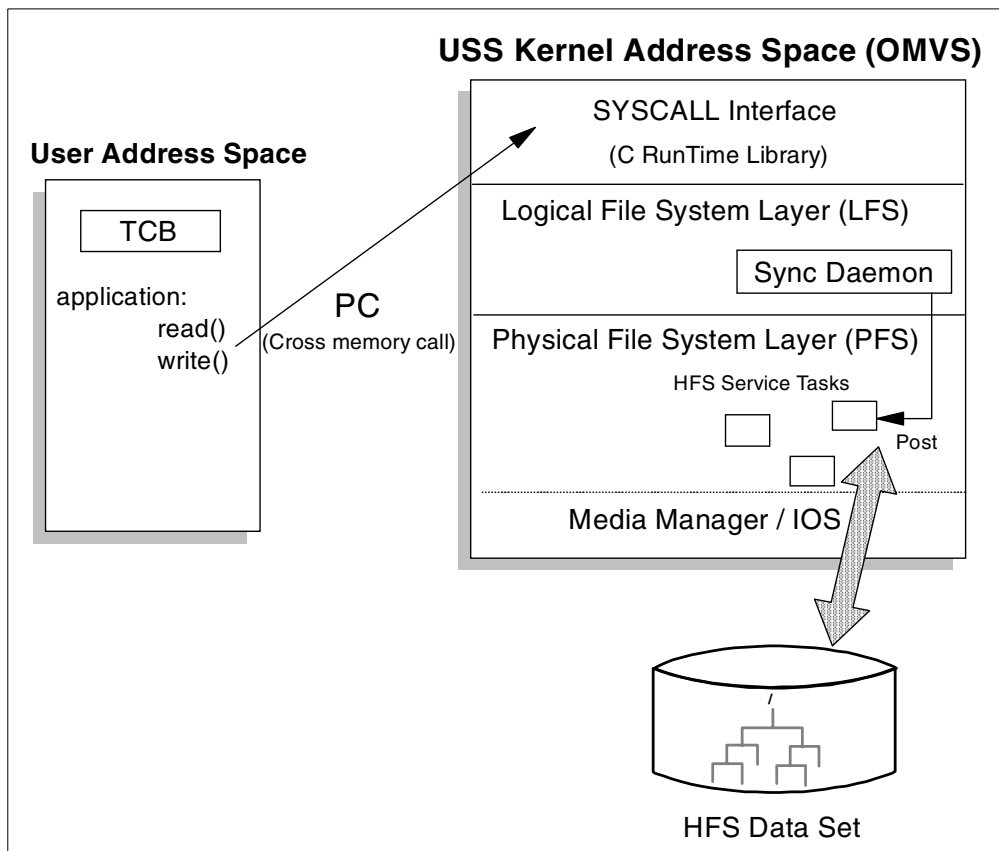 USS Kernel Address Space (OMVS)
SYSCALL Interface
(C RunTime Library)
User Address Space
TCB
application:
read()
write()
PC
(Cross memory call)
Logical File System Layer (LFS)
Sync Daemon
Physical File System Layer (PFS)
HFS Service Tasks
Post
Media Manager / IOS
/
HFS Data Set